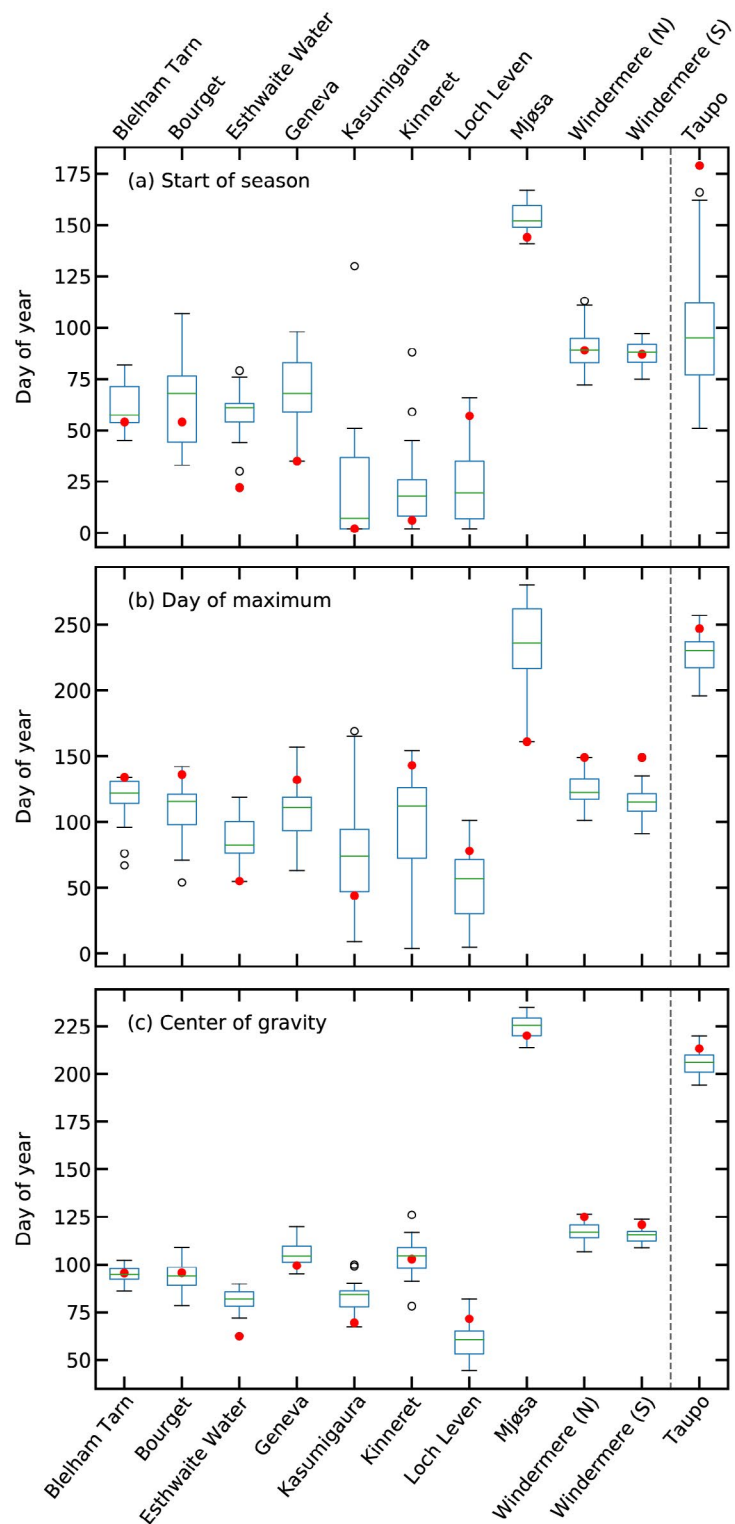 Blelham Tarn
Bourget
Esthwaite Water
Geneva
Kasumigaura
Kinneret
Loch Leven
Mjøsa
Windermere (N)
Windermere (S)
Taupo
(a) Start of season
Day of year
175
150
125
100
75
50
25
0
(b) Day of maximum
Day of year
250
200
150
100
50
0
(c) Center of gravity
Day of year
225
200
175
150
125
100
75
50
Blelham Tarn
Bourget
Esthwaite Water
Geneva
Kasumigaura
Kinneret
Loch Leven
Mjøsa
Windermere (N)
Windermere (S)
Taupo